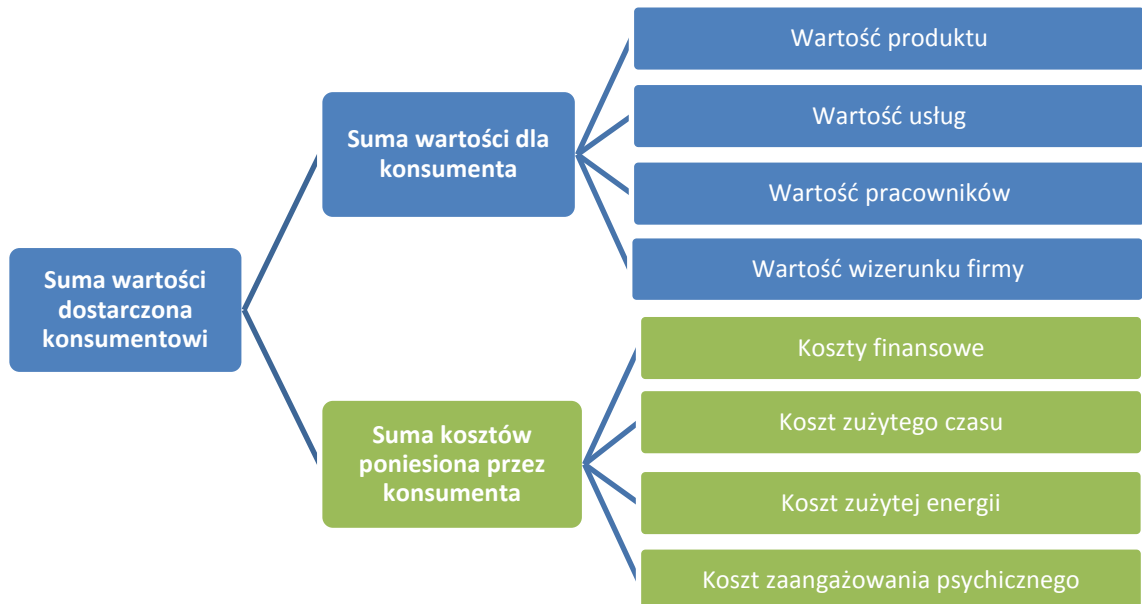 Suma wartości
dostarczona
konsumentowi
Suma wartości dla
konsumenta
Wartość produktu
Wartość usług
Wartość pracowników
Wartość wizerunku firmy
Suma kosztów
poniesiona przez
konsumenta
Koszty finansowe
Koszt zużytego czasu
Koszt zużytej energii
Koszt zaangażowania psychicznego